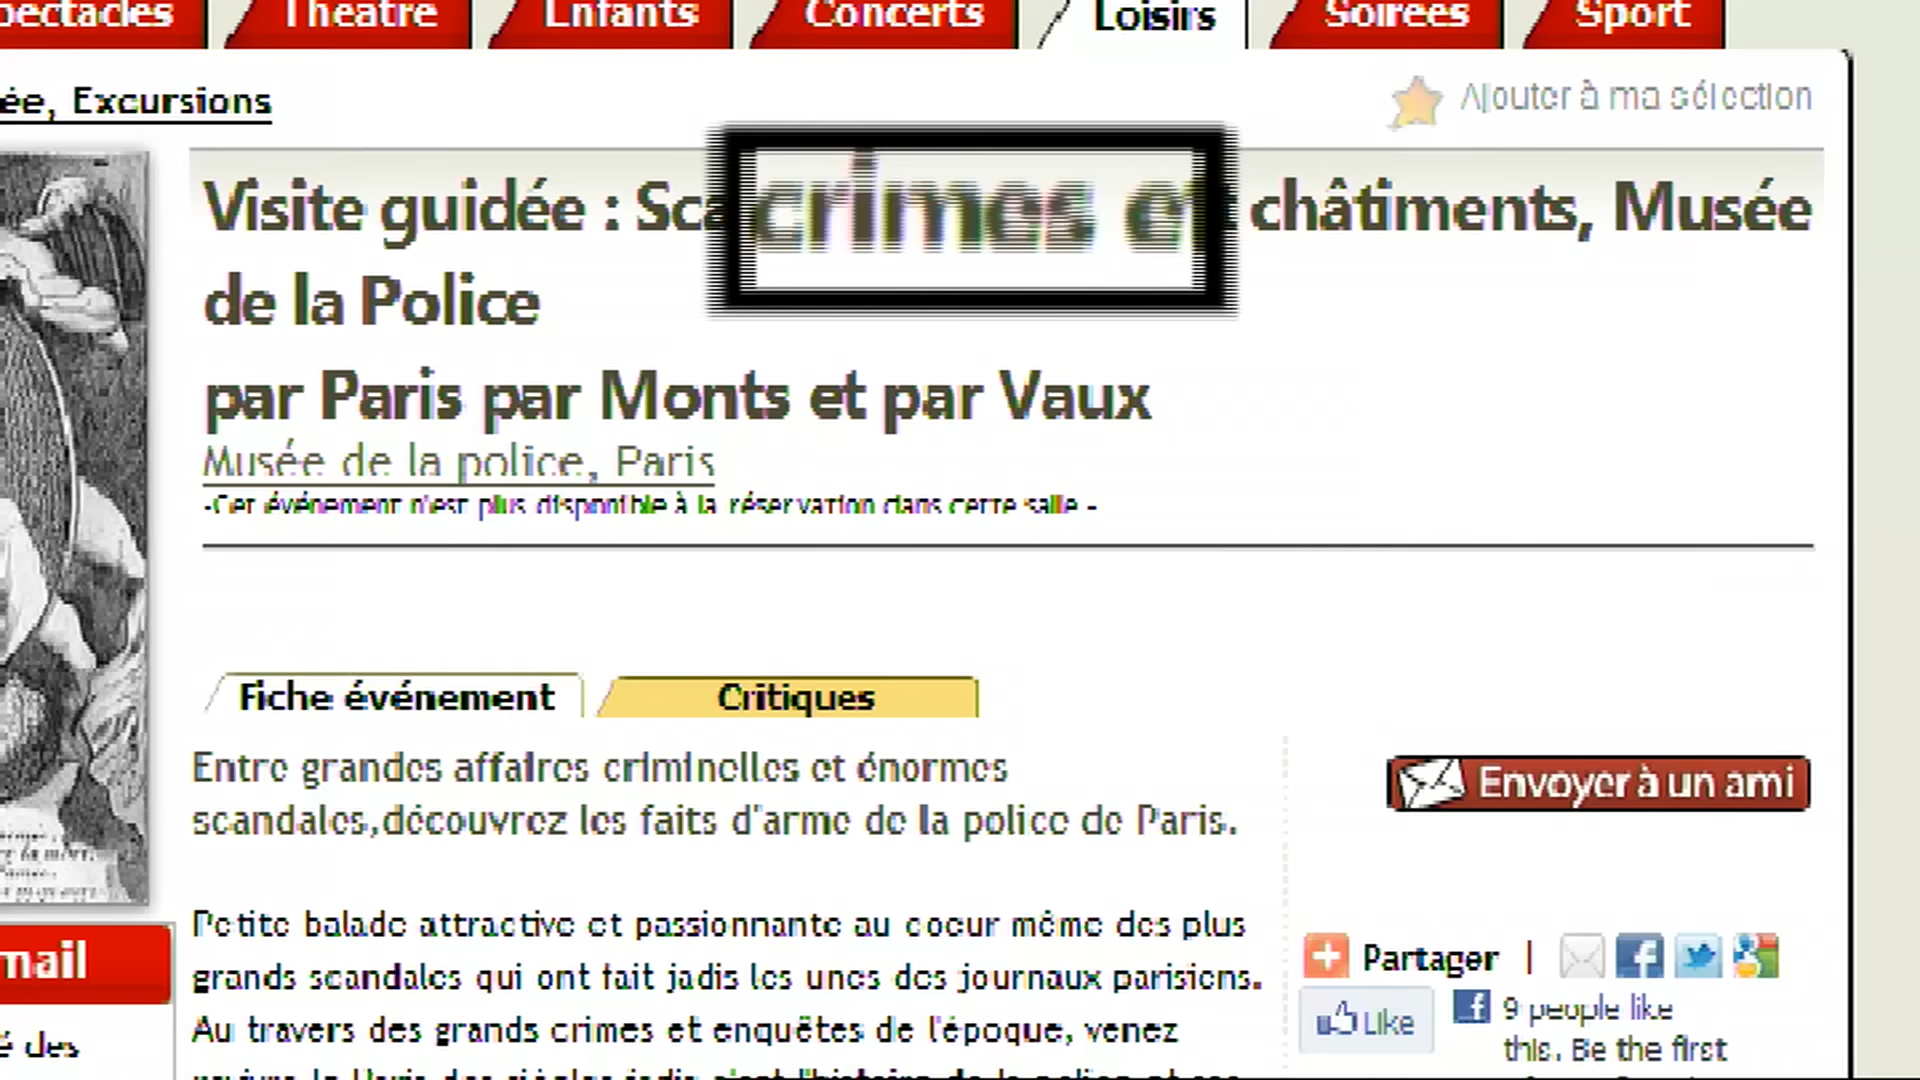 pectacles Théâtre Enfants Concerts Loisirs Soirées Sport
ée, Excursions
Ajouter à ma sélection
Visite guidée : Sca crimes et châtiments, Musée
de la Police
par Paris par Monts et par Vaux
Musée de la police, Paris
-Cet événement n'est plus disponible à la réservation dans cette salle -
Fiche événement Critiques
Entre grandes affaires criminelles et énormes
scandales,découvrez les faits d'arme de la police de Paris.
Envoyer à un ami
Petite balade attractive et passionnante au coeur même des plus
grands scandales qui ont fait jadis les unes des journaux parisiens.
Au travers des grands crimes et enquêtes de l'époque, venez
mail
é des
Partager |
Like
9 people like
this. Be the first